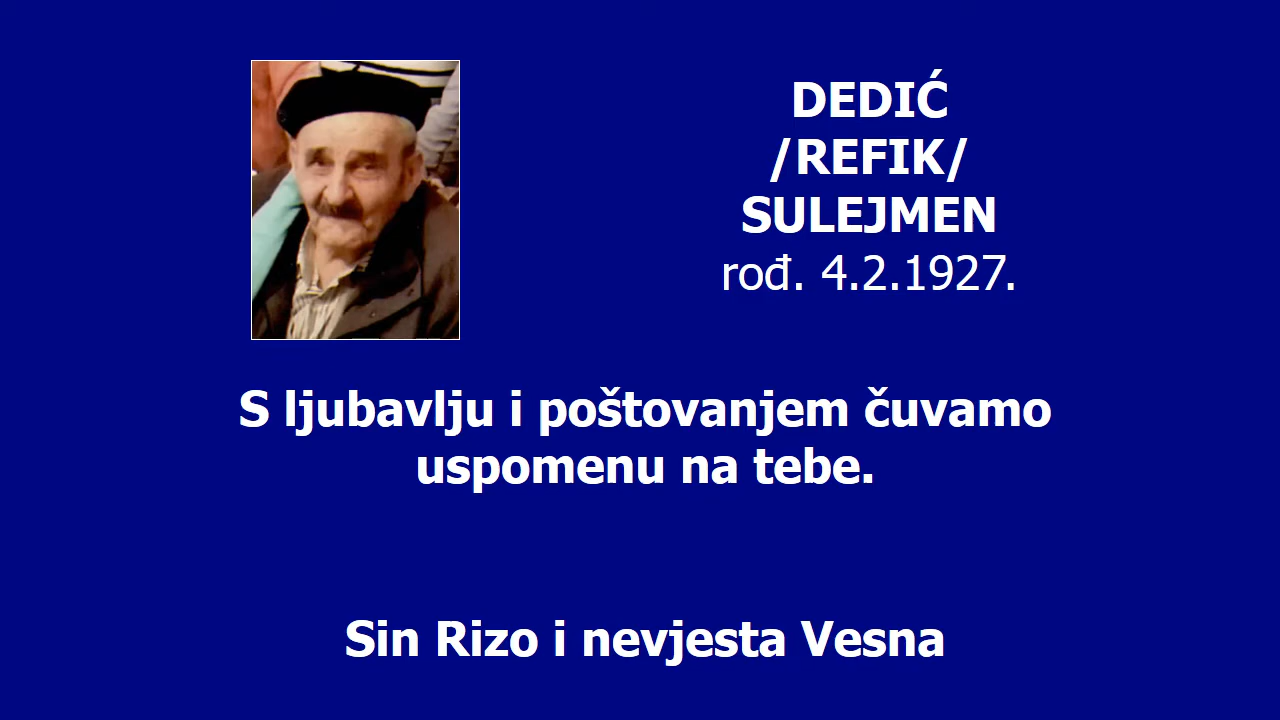 DEDIĆ
/REFIK/
SULEJMEN
rođ. 4.2.1927.
S ljubavlju i poštovanjem čuvamo
uspomenu na tebe.
Sin Rizo i nevjesta Vesna